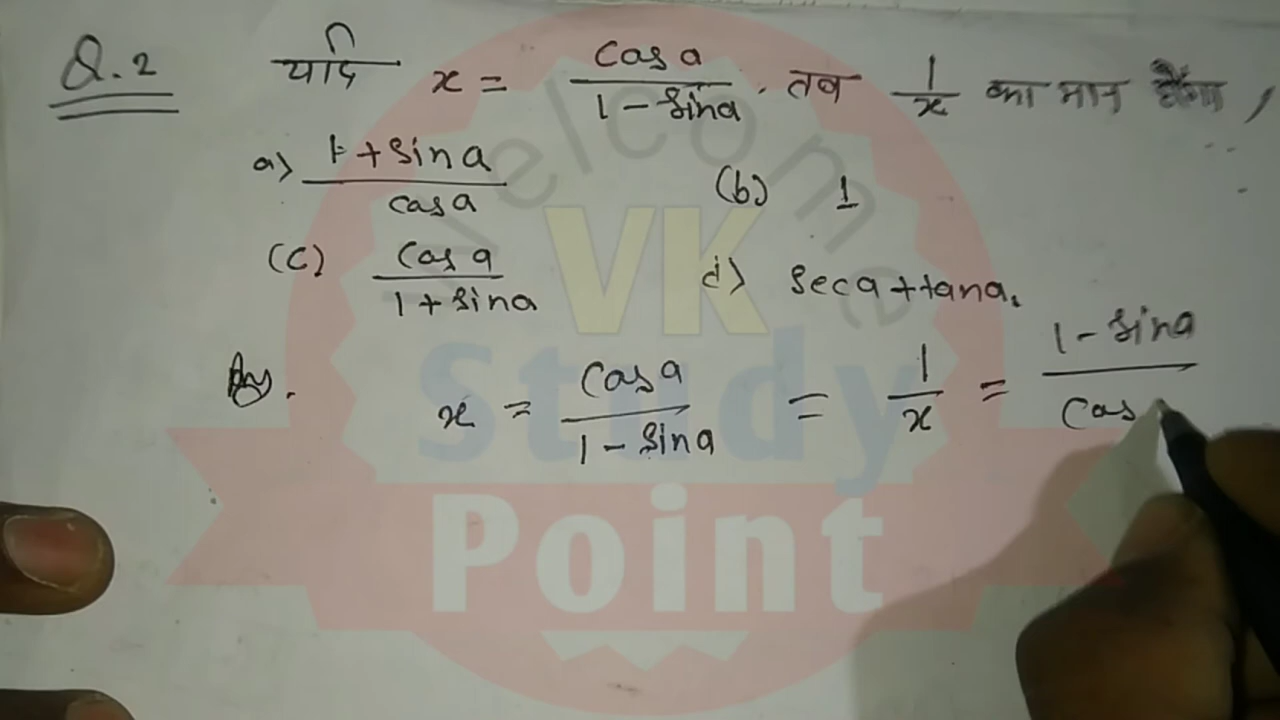 Q.2 यदि x = cos a / 1 - sin a . तब 1/x का मान होगा ,
a) 1 + sin a / cos a (b) 1
(c) cos a / 1 + sin a d) sec a + tan a.
Ans. x = cos a / 1 - sin a = 1/x = 1 - sin a / cos
Welcome
VK
Study
Point